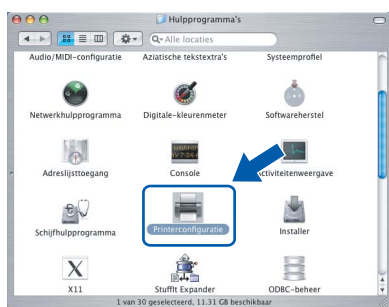 Hulpprogramma's
Alle locaties
Audio/MIDI-configuratie Aziatische tekstextra's Systeemprofiel
Netwerkhulpprogramma Digitale-kleurenmeter Softwareherstel
Adreslijsttoegang Console Activiteitenweergave
Schijfhulpprogramma Printerconfiguratie Installer
X11 StuffIt Expander ODBC-beheer
1 van 30 geselecteerd, 11.31 GB beschikbaar